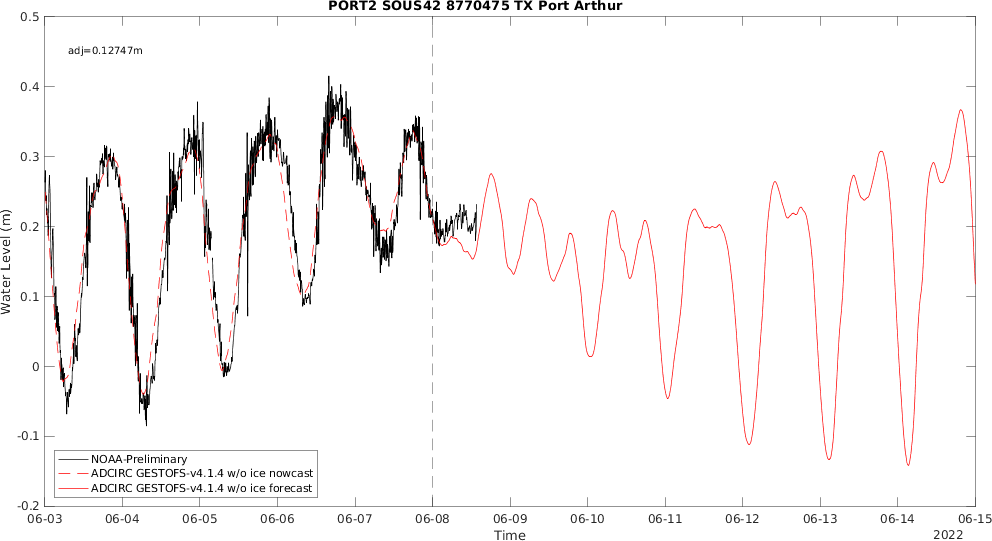 PORT2 SOUS42 8770475 TX Port Arthur
adj=0.12747m
0.5
0.4
0.3
0.2
0.1
0
-0.1
-0.2
Water Level (m)
NOAA-Preliminary
ADCIRC GESTOFS-v4.1.4 w/o ice nowcast
ADCIRC GESTOFS-v4.1.4 w/o ice forecast
06-03 06-04 06-05 06-06 06-07 06-08 06-09 06-10 06-11 06-12 06-13 06-14 06-15
Time
2022